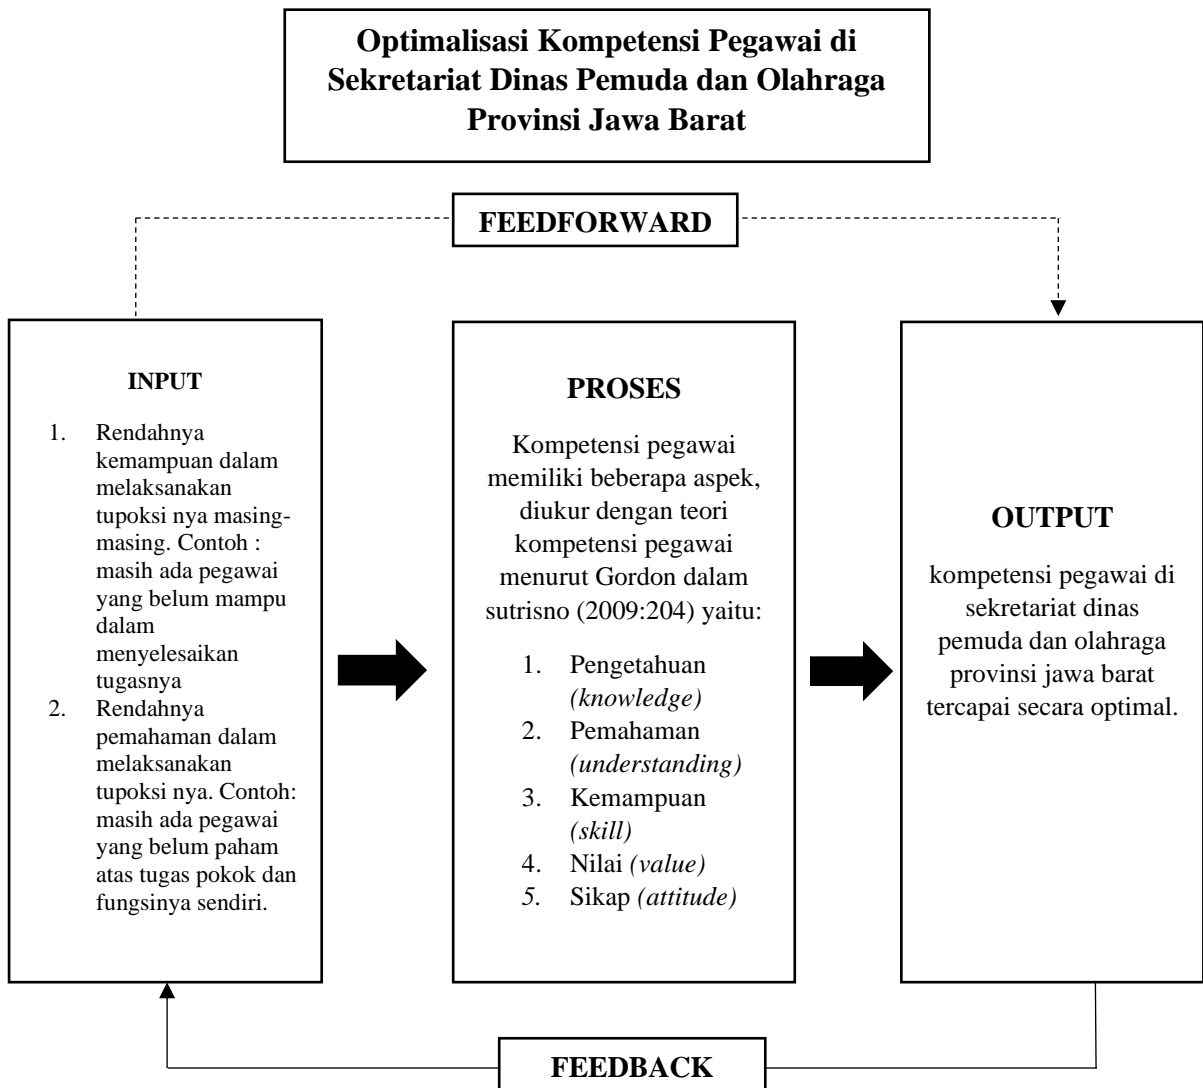 Optimalisasi Kompetensi Pegawai di
Sekretariat Dinas Pemuda dan Olahraga
Provinsi Jawa Barat
FEEDFORWARD
INPUT
1. Rendahnya
kemampuan dalam
melaksanakan
tupoksi nya masing-
masing. Contoh :
masih ada pegawai
yang belum mampu
dalam
menyelesaikan
tugasnya
2. Rendahnya
pemahaman dalam
melaksanakan
tupoksi nya. Contoh:
masih ada pegawai
yang belum paham
atas tugas pokok dan
fungsinya sendiri.
PROSES
Kompetensi pegawai
memiliki beberapa aspek,
diukur dengan teori
kompetensi pegawai
menurut Gordon dalam
sutrisno (2009:204) yaitu:
1. Pengetahuan
(knowledge)
2. Pemahaman
(understanding)
3. Kemampuan
(skill)
4. Nilai (value)
5. Sikap (attitude)
OUTPUT
kompetensi pegawai di
sekretariat dinas
pemuda dan olahraga
provinsi jawa barat
tercapai secara optimal.
FEEDBACK